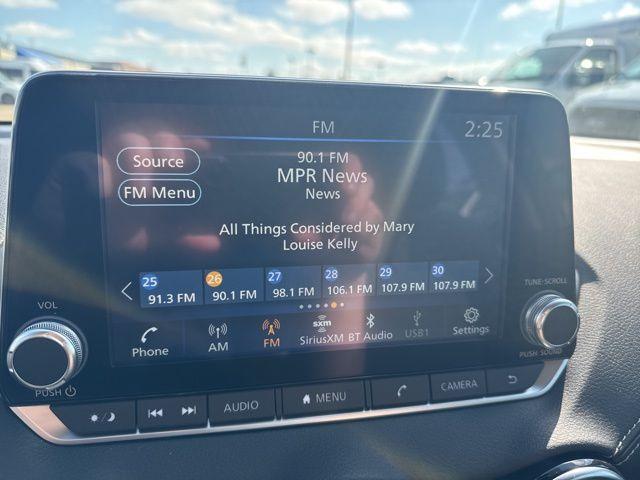 FM
2:25
Source
FM Menu
90.1 FM
MPR News
News
All Things Considered by Mary
Louise Kelly
25 26 27 28 29 30
91.3 FM 90.1 FM 98.1 FM 106.1 FM 107.9 FM 107.9 FM
Phone AM FM SXM SiriusXM BT Audio USB1 Settings
VOL
PUSH
TUNE·SCROLL
PUSH SOUND
AUDIO MENU CAMERA